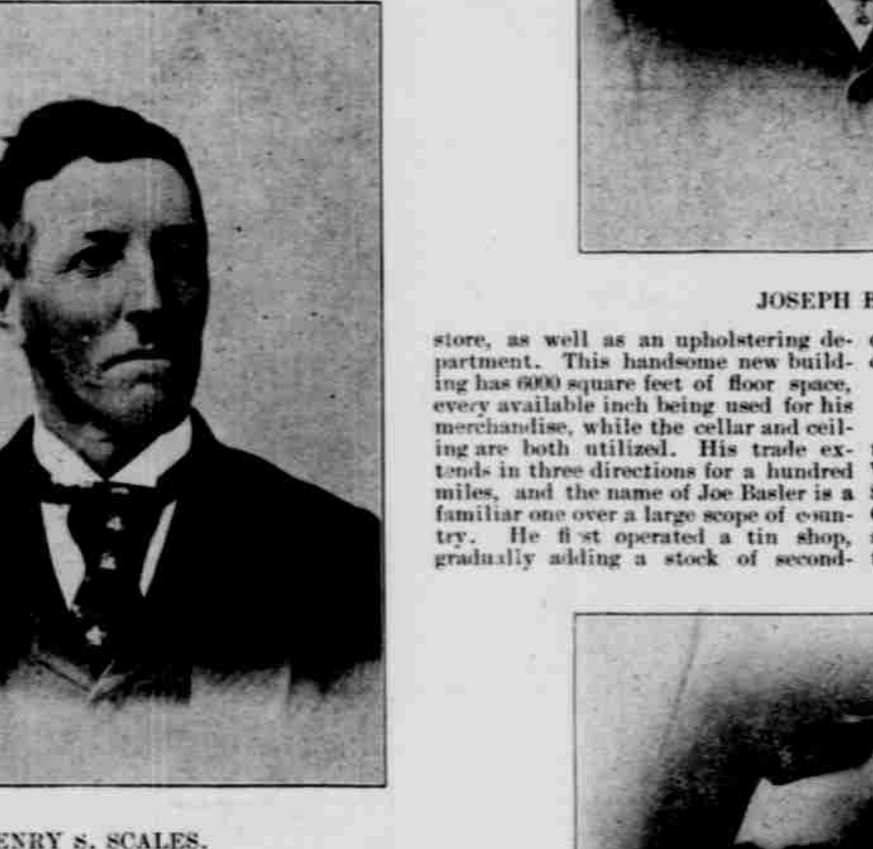 ENRY S. SCALES.
JOSEPH
store, as well as an upholstering de-
partment. This handsome new build-
ing has 6000 square feet of floor space,
every available inch being used for his
merchandise, while the cellar and ceil-
ing are both utilized. His trade ex-
tends in three directions for a hundred
miles, and the name of Joe Basler is a
familiar one over a large scope of coun-
try. He first operated a tin shop,
gradually adding a stock of second-